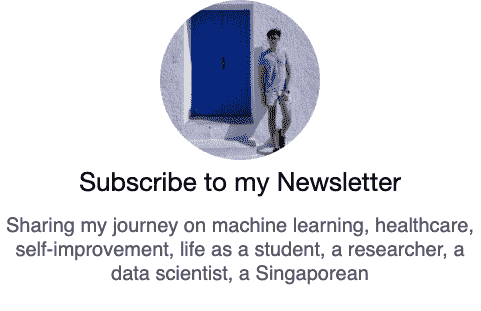 Subscribe to my Newsletter
Sharing my journey on machine learning, healthcare,
self-improvement, life as a student, a researcher, a
data scientist, a Singaporean